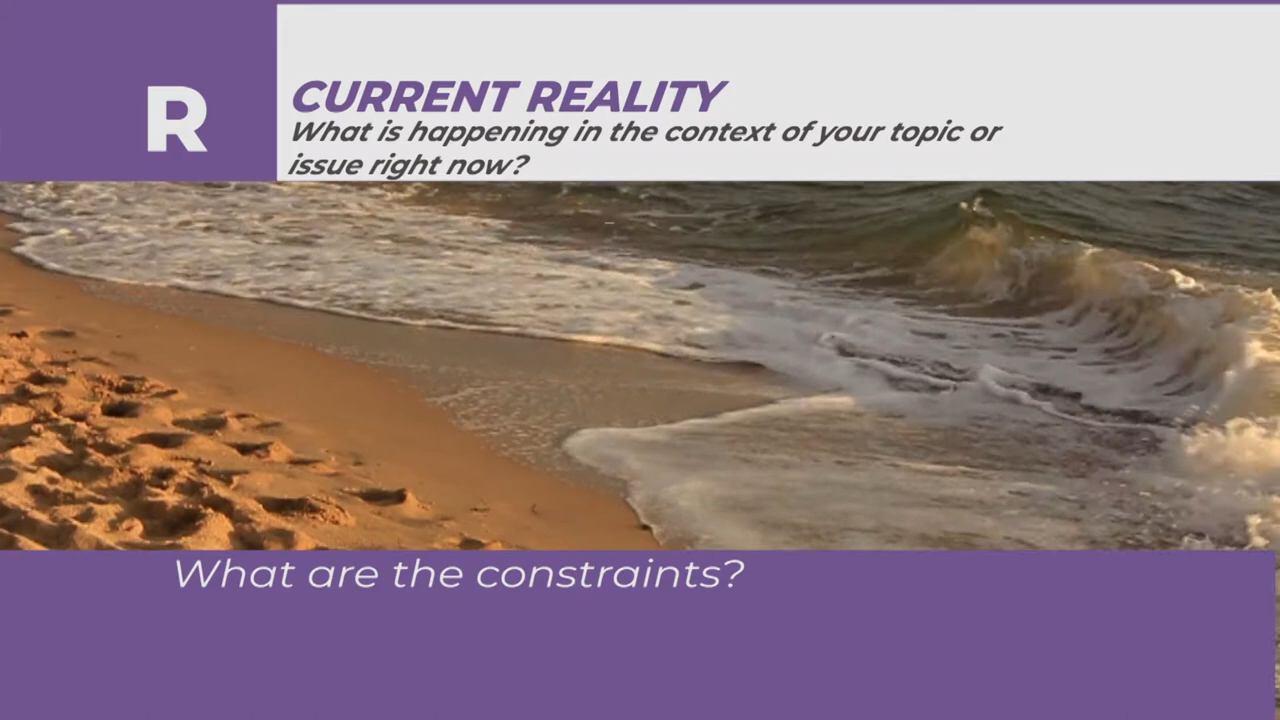 R
CURRENT REALITY
What is happening in the context of your topic or
issue right now?
What are the constraints?